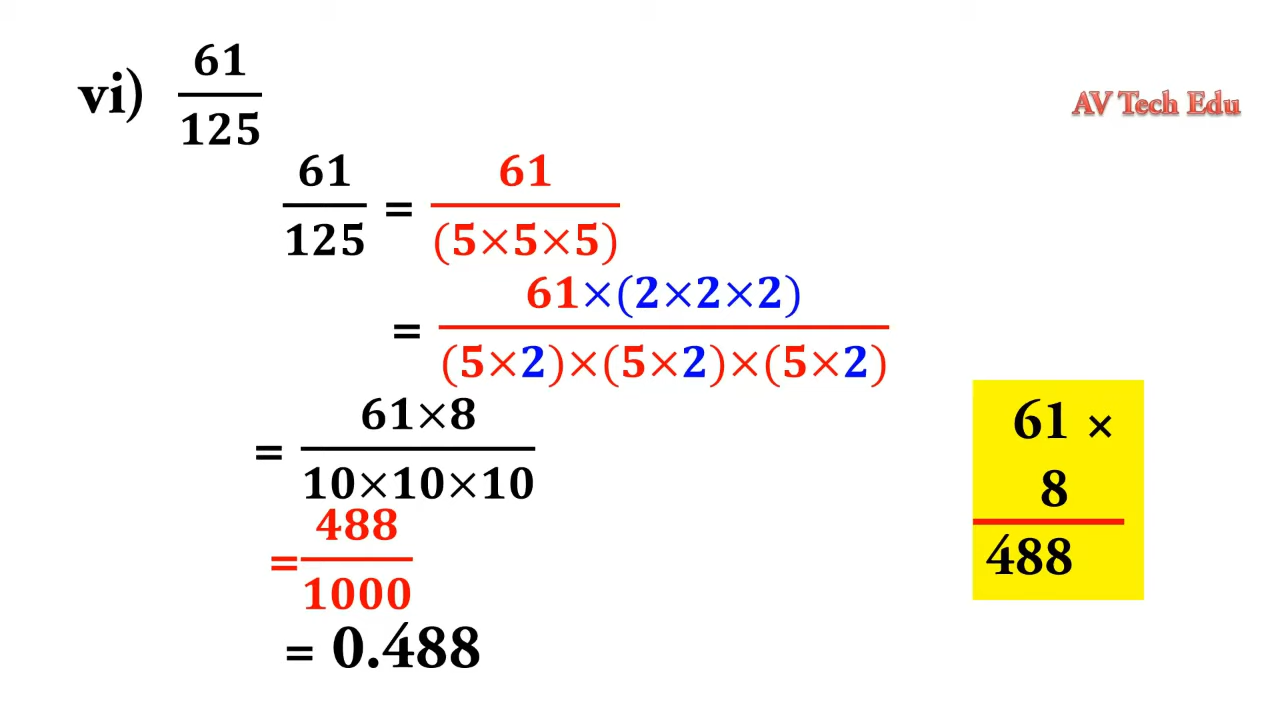 vi) 61/125
AV Tech Edu
61/125 = 61/(5×5×5)
= 61×(2×2×2)/(5×2)×(5×2)×(5×2)
= 61×8/10×10×10
=488/1000
= 0.488
61 ×
8
488